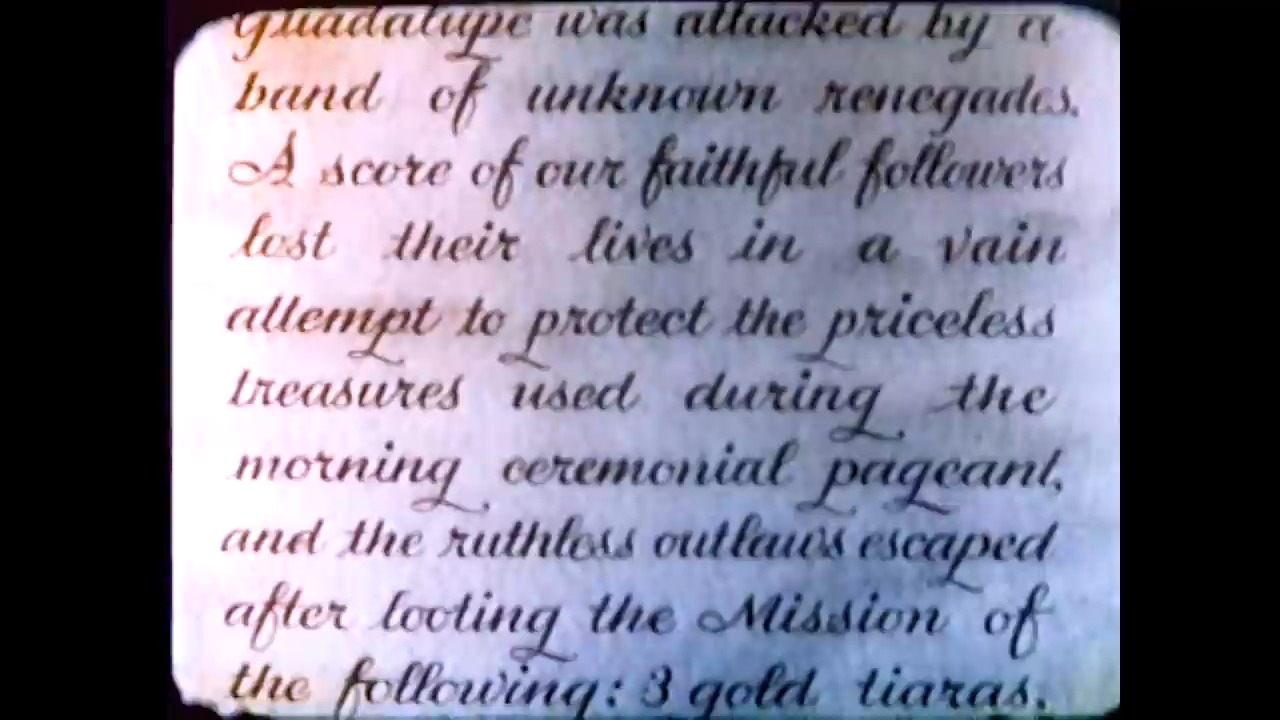 Guadalupe was attacked by a
band of unknown renegades.
A score of our faithful followers
lost their lives in a vain
attempt to protect the priceless
treasures used during the
morning ceremonial pageant,
and the ruthless outlaws escaped
after looting the Mission of
the following: 3 gold tiaras.